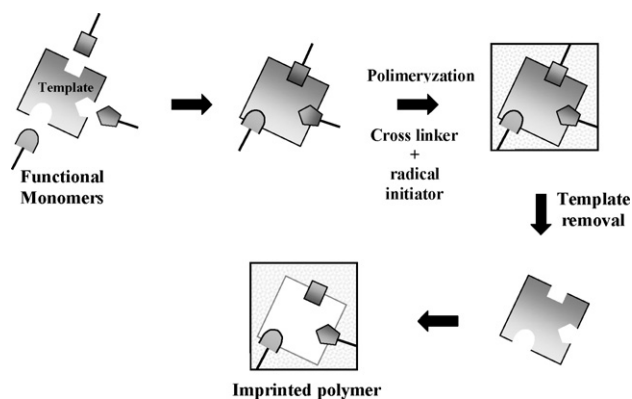 Template
Functional
Monomers
Polimeryzation
Cross linker
+
radical
initiator
Template
removal
Imprinted polymer